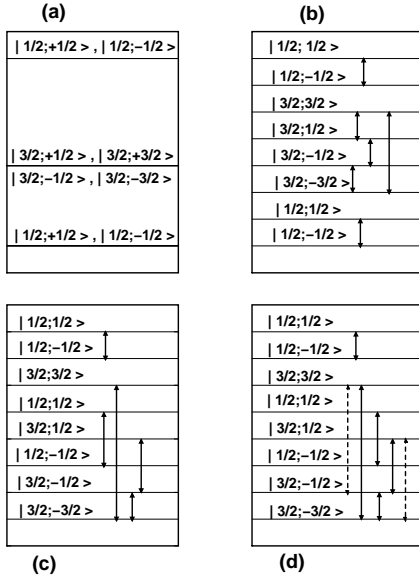 (a)
| 1/2;+1/2 > , | 1/2;−1/2 >
| 3/2;+1/2 > , | 3/2;+3/2 >
| 3/2;−1/2 > , | 3/2;−3/2 >
| 1/2;+1/2 > , | 1/2;−1/2 >
(b)
| 1/2; 1/2 >
| 1/2;−1/2 >
| 3/2;3/2 >
| 3/2;1/2 >
| 3/2;−1/2 >
| 3/2;−3/2 >
| 1/2;1/2 >
| 1/2;−1/2 >
| 1/2;1/2 >
| 1/2;−1/2 >
| 3/2;3/2 >
| 1/2;1/2 >
| 3/2;1/2 >
| 1/2;−1/2 >
| 3/2;−1/2 >
| 3/2;−3/2 >
(c)
| 1/2;1/2 >
| 1/2;−1/2 >
| 3/2;3/2 >
| 1/2;1/2 >
| 3/2;1/2 >
| 1/2;−1/2 >
| 3/2;−1/2 >
| 3/2;−3/2 >
(d)